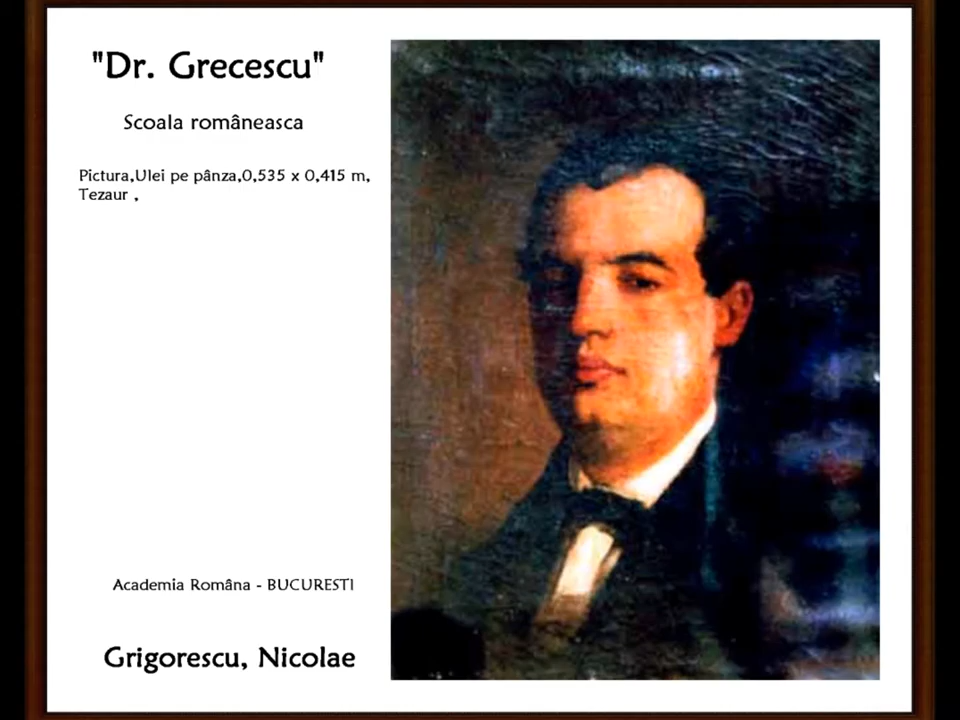 "Dr. Grecescu"
Scoala româneasca
Pictura,Ulei pe pânza,0,535 x 0,415 m,
Tezaur ,
Academia Româna - BUCURESTI
Grigorescu, Nicolae